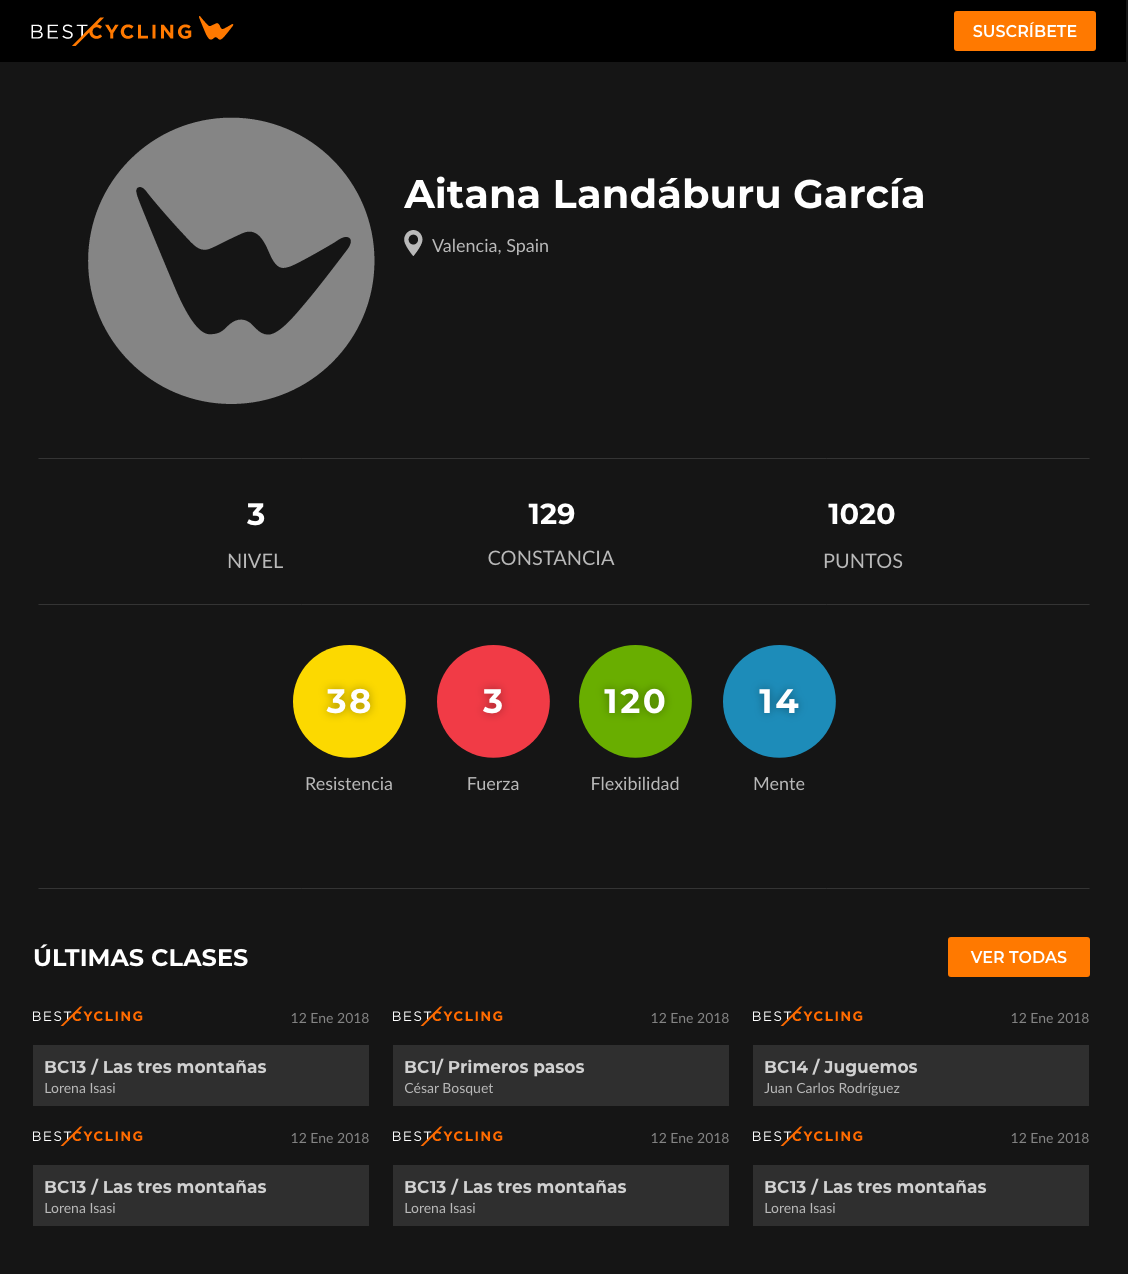 BESTCYCLING
SUSCRÍBETE
Aitana Landáburu García
Valencia, Spain
3
129
1020
NIVEL
CONSTANCIA
PUNTOS
38
3
120
14
Resistencia
Fuerza
Flexibilidad
Mente
ÚLTIMAS CLASES
VER TODAS
BESTCYCLING
12 Ene 2018
BC13 / Las tres montañas
Lorena Isasi
BESTCYCLING
12 Ene 2018
BC1/ Primeros pasos
César Bosquet
BESTCYCLING
12 Ene 2018
BC14 / Juguemos
Juan Carlos Rodríguez
BESTCYCLING
12 Ene 2018
BC13 / Las tres montañas
Lorena Isasi
BESTCYCLING
12 Ene 2018
BC13 / Las tres montañas
Lorena Isasi
BESTCYCLING
12 Ene 2018
BC13 / Las tres montañas
Lorena Isasi